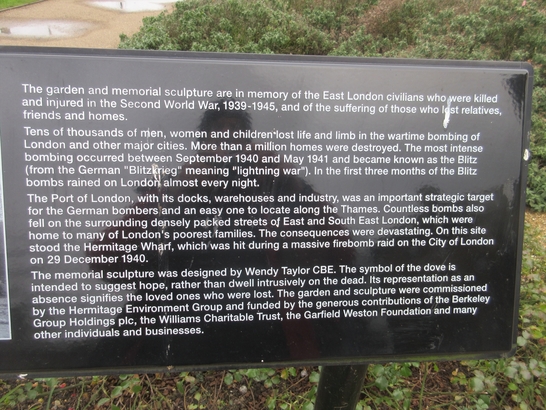 The garden and memorial sculpture are in memory of the East London civilians who were killed
and injured in the Second World War, 1939-1945, and of the suffering of those who lost relatives,
friends and homes.
Tens of thousands of men, women and children lost life and limb in the wartime bombing of
London and other major cities. More than a million homes were destroyed. The most intense
bombing occurred between September 1940 and May 1941 and became known as the Blitz
(from the German "Blitzkrieg" meaning "lightning war"). In the first three months of the Blitz
bombs rained on London almost every night.
The Port of London, with its docks, warehouses and industry, was an important strategic target
for the German bombers and an easy one to locate along the Thames. Countless bombs also
fell on the surrounding densely packed streets of East and South East London, which were
home to many of London's poorest families. The consequences were devastating. On this site
stood the Hermitage Wharf, which was hit during a massive firebomb raid on the City of London
on 29 December 1940.
The memorial sculpture was designed by Wendy Taylor CBE. The symbol of the dove is
intended to suggest hope, rather than dwell intrusively on the dead. Its representation as an
absence signifies the loved ones who were lost. The garden and sculpture were commissioned
by the Hermitage Environment Group and funded by the generous contributions of the Berkeley
Group Holdings plc, the Williams Charitable Trust, the Garfield Weston Foundation and many
other individuals and businesses.